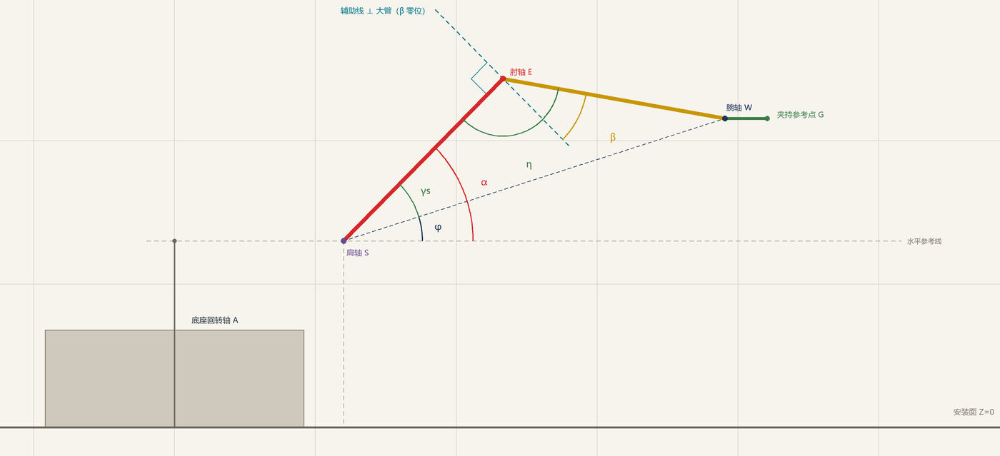 辅助线 ⊥ 大臂（β 零位）
肘轴 E
腕轴 W
夹持参考点 G
β
η
α
γs
φ
水平参考线
肩轴 S
底座回转轴 A
安装面 Z=0